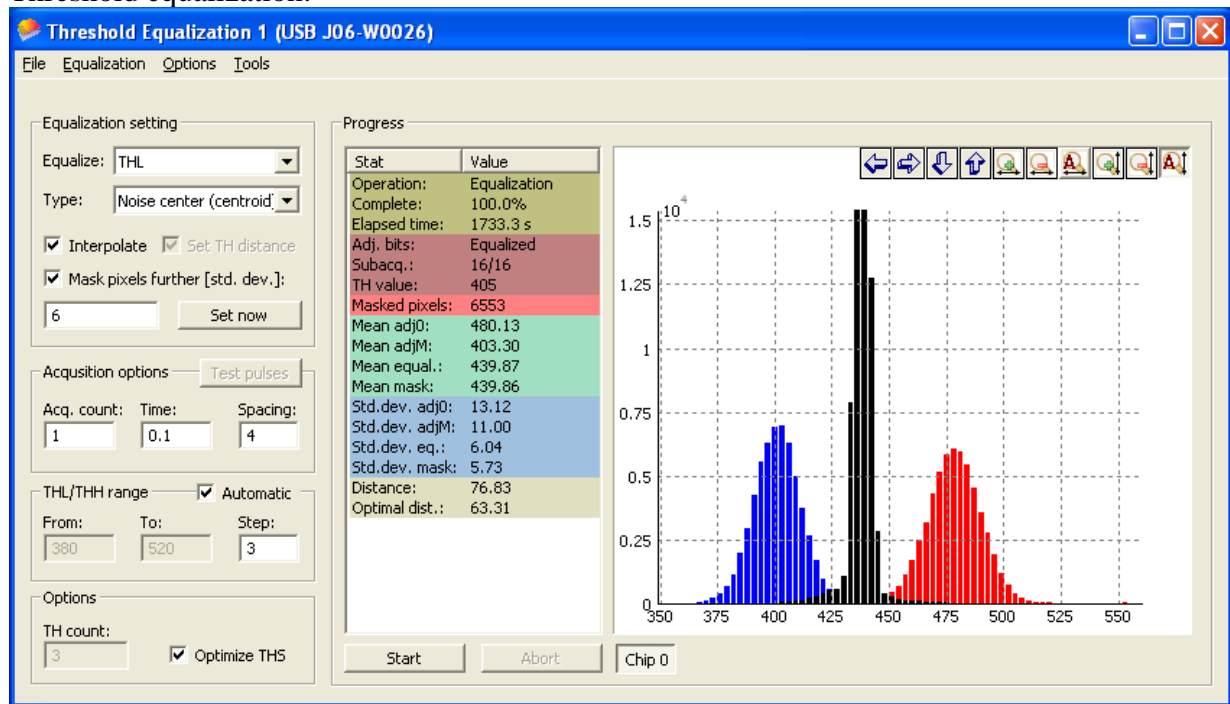 Threshold equalization.
Threshold Equalization 1 (USB J06-W0026)
File Equalization Options Tools
Equalization setting
Equalize: THL
Type: Noise center (centroid)
Interpolate Set TH distance
Mask pixels further [std. dev.]:
6 Set now
Acqusition options Test pulses
Acq. count: Time: Spacing:
1 0.1 4
THL/THH range Automatic
From: To: Step:
380 520 3
Options
TH count:
3 Optimize THS
Progress
Stat Value
Operation: Equalization
Complete: 100.0%
Elapsed time: 1733.3 s
Adj. bits: Equalized
Subacq.: 16/16
TH value: 405
Masked pixels: 6553
Mean adj0: 480.13
Mean adjM: 403.30
Mean equal.: 439.87
Mean mask: 439.86
Std.dev. adj0: 13.12
Std.dev. adjM: 11.00
Std.dev. eq.: 6.04
Std.dev. mask: 5.73
Distance: 76.83
Optimal dist.: 63.31
Start Abort Chip 0
A A
10^4
1.5
1.25
1
0.75
0.5
0.25
0
350 375 400 425 450 475 500 525 550